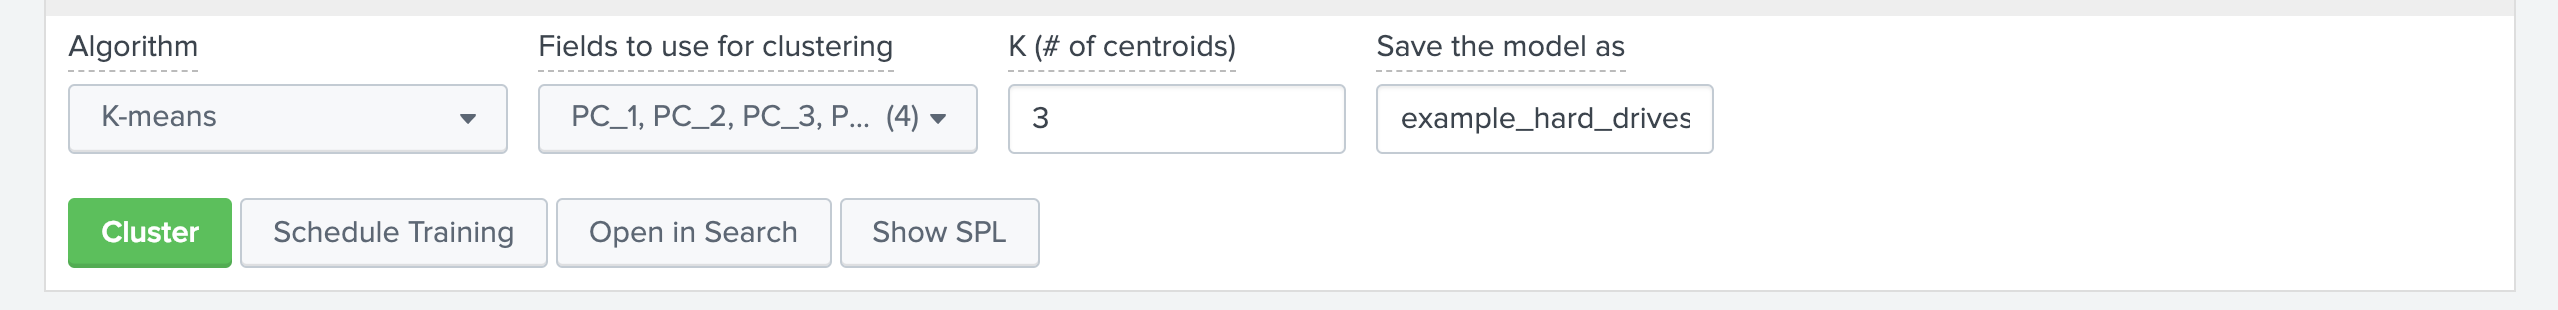 Algorithm
Fields to use for clustering
K (# of centroids)
Save the model as
K-means
PC_1, PC_2, PC_3, P... (4)
3
example_hard_drives
Cluster
Schedule Training
Open in Search
Show SPL